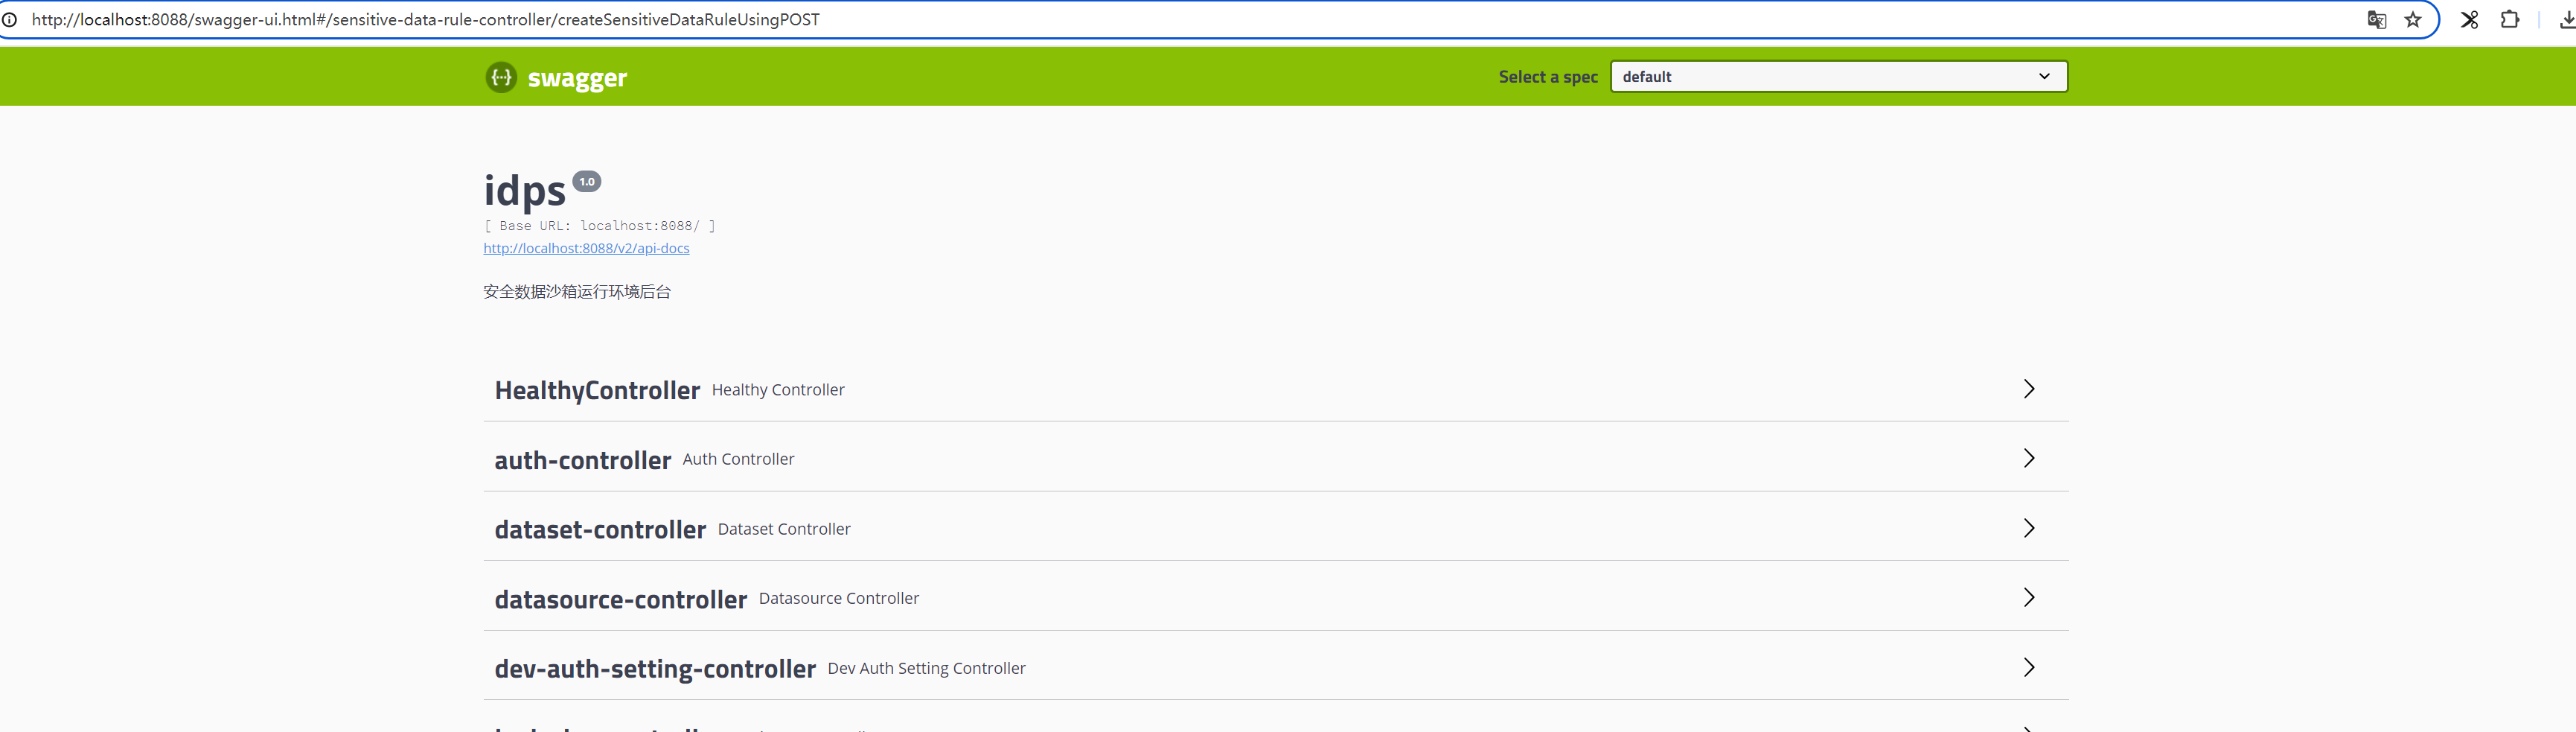 http://localhost:8088/swagger-ui.html#/sensitive-data-rule-controller/createSensitiveDataRuleUsingPOST
{···} swagger
Select a spec default
idps 1.0
[ Base URL: localhost:8088/ ]
http://localhost:8088/v2/api-docs
安全数据沙箱运行环境后台
HealthyController Healthy Controller
auth-controller Auth Controller
dataset-controller Dataset Controller
datasource-controller Datasource Controller
dev-auth-setting-controller Dev Auth Setting Controller